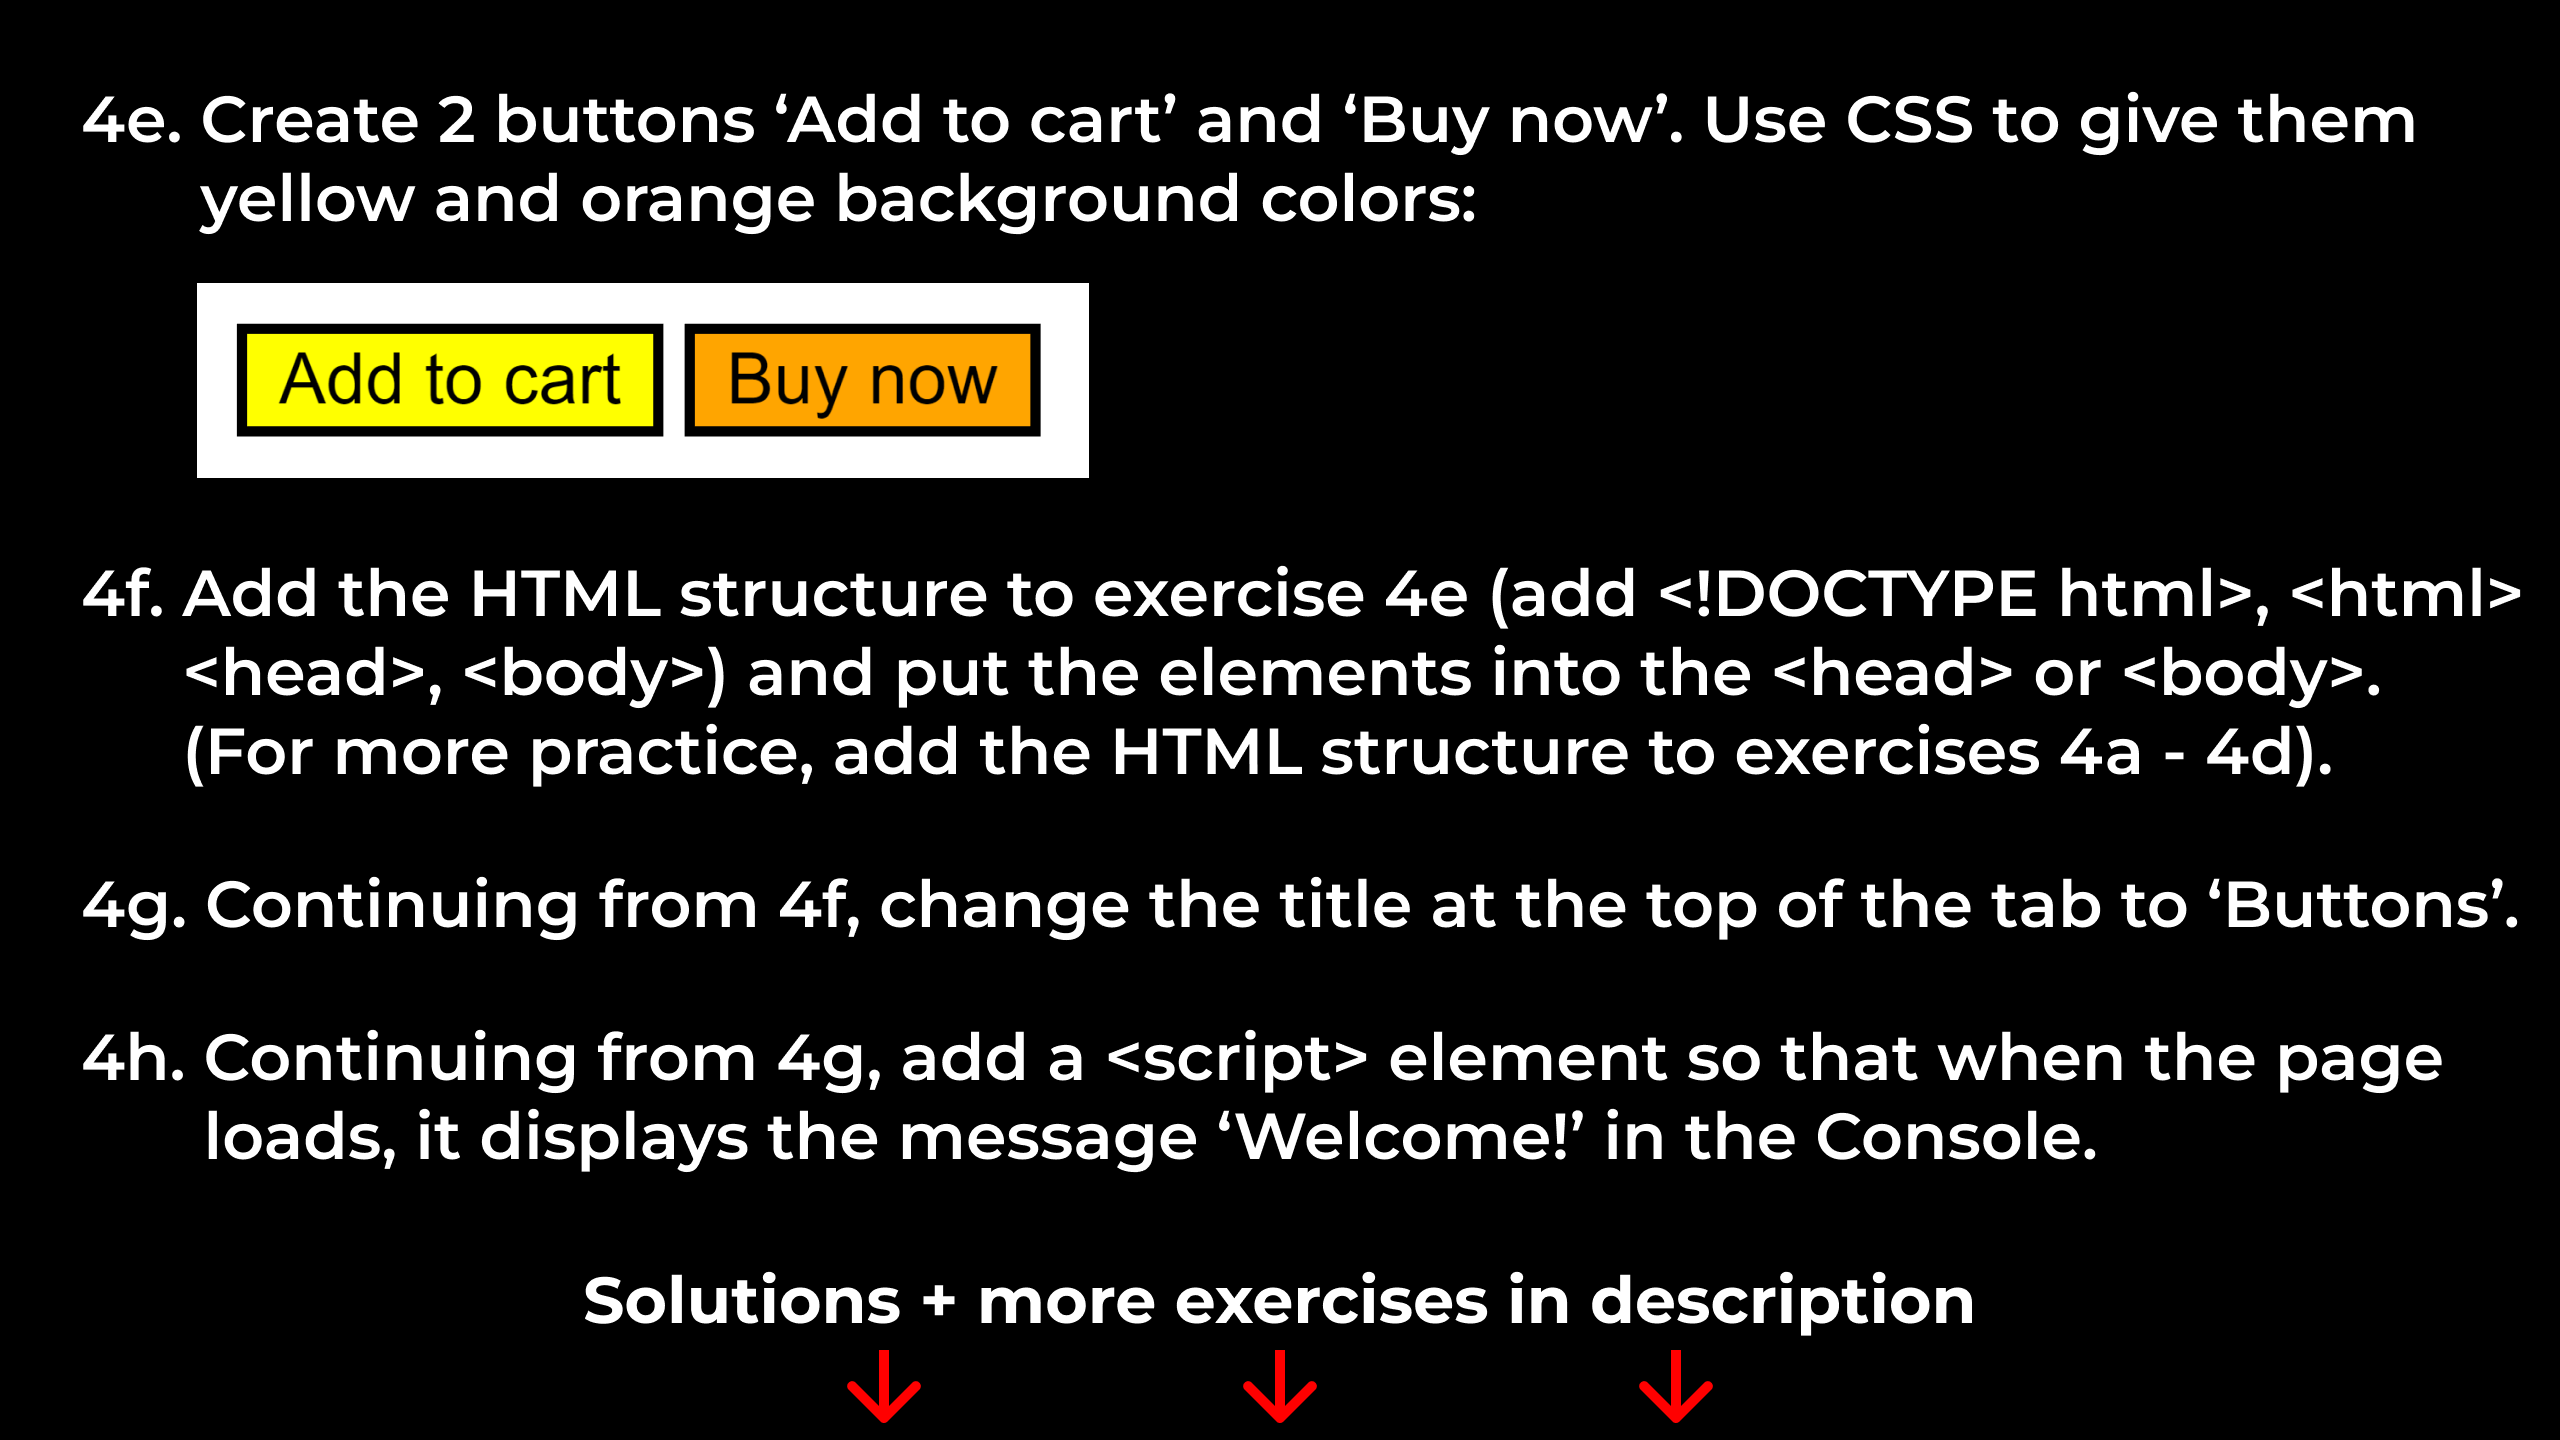 4e. Create 2 buttons ‘Add to cart’ and ‘Buy now’. Use CSS to give them
yellow and orange background colors:
Add to cart Buy now
4f. Add the HTML structure to exercise 4e (add <!DOCTYPE html>, <html>
<head>, <body>) and put the elements into the <head> or <body>.
(For more practice, add the HTML structure to exercises 4a - 4d).
4g. Continuing from 4f, change the title at the top of the tab to ‘Buttons’.
4h. Continuing from 4g, add a <script> element so that when the page
loads, it displays the message ‘Welcome!’ in the Console.
Solutions + more exercises in description